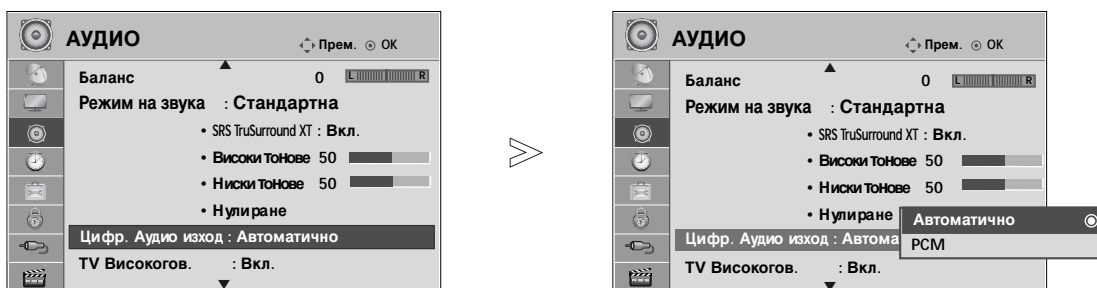 АУДИО Прем. OK
Баланс 0 L R
Режим на звука : Стандартна
• SRS TruSurround XT : Вкл.
• Високи тонове 50
• Ниски тонове 50
• Нулиране
Цифр. Аудио изход : Автоматично
TV Високогов. : Вкл.
АУДИО Прем. OK
Баланс 0 L R
Режим на звука : Стандартна
• SRS TruSurround XT : Вкл.
• Високи тонове 50
• Ниски тонове 50
• Нулиране
Цифр. Аудио изход : Автома
TV Високогов. : Вкл.
Автоматично
PCM